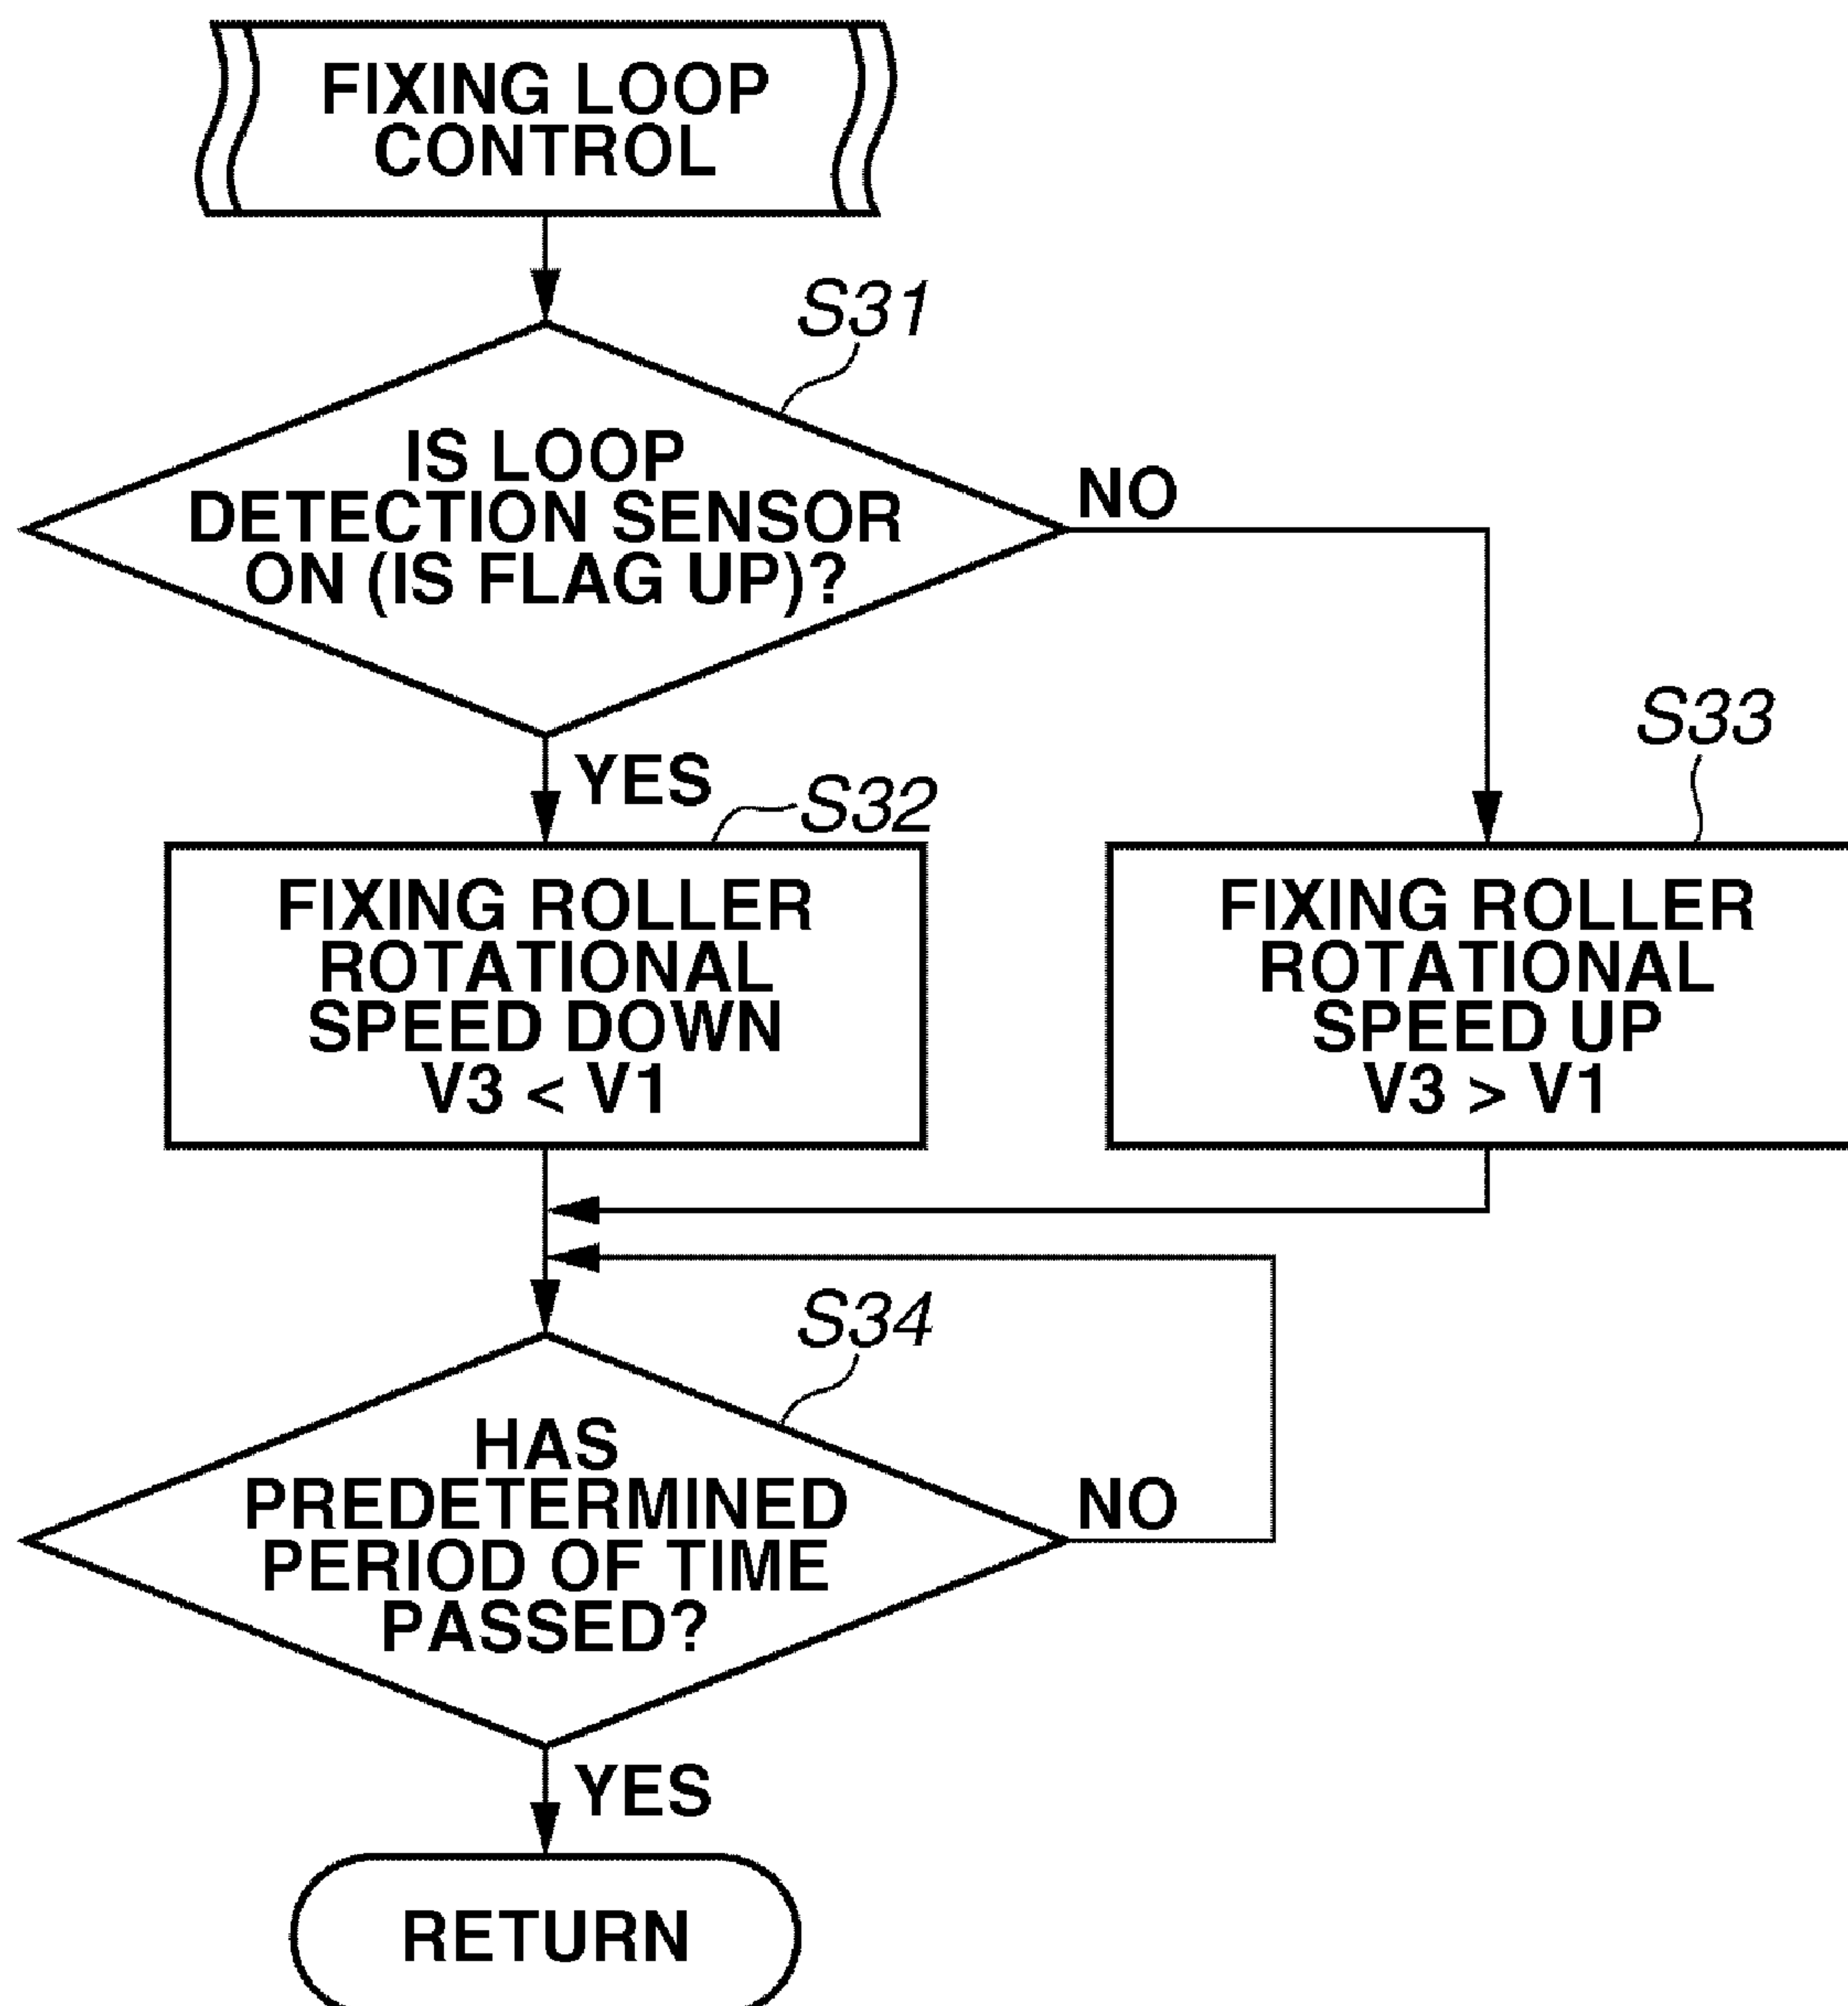 FIXING LOOP
CONTROL
S31
IS LOOP
DETECTION SENSOR
ON (IS FLAG UP)?
NO
YES
S32
FIXING ROLLER
ROTATIONAL
SPEED DOWN
V3 < V1
S33
FIXING ROLLER
ROTATIONAL
SPEED UP
V3 > V1
S34
HAS
PREDETERMINED
PERIOD OF TIME
PASSED?
NO
YES
RETURN